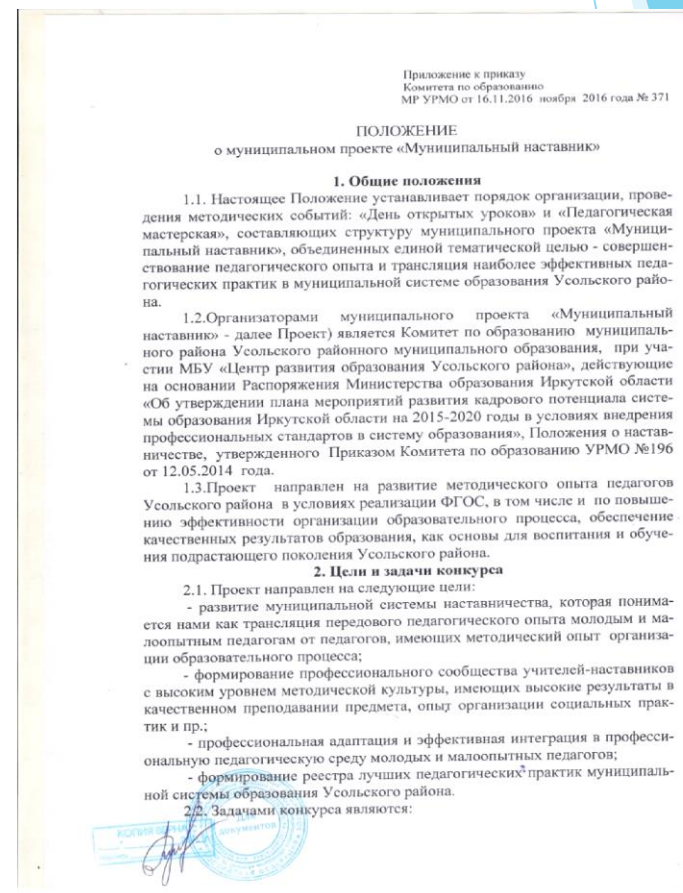 Приложение к приказу
Комитета по образованию
МР УРМО от 16.11.2016 ноября 2016 года № 371
ПОЛОЖЕНИЕ
о муниципальном проекте «Муниципальный наставник»
1. Общие положения
1.1. Настоящее Положение устанавливает порядок организации, прове-
дения методических событий: «День открытых уроков» и «Педагогическая
мастерская», составляющих структуру муниципального проекта «Муници-
пальный наставник», объединенных единой тематической целью - совершен-
ствование педагогического опыта и трансляция наиболее эффективных педа-
гогических практик в муниципальной системе образования Усольского райо-
на.
1.2.Организаторами муниципального проекта «Муниципальный
наставник» - далее Проект) является Комитет по образованию муниципаль-
ного района Усольского районного муниципального образования, при уча-
стии МБУ «Центр развития образования Усольского района», действующие
на основании Распоряжения Министерства образования Иркутской области
«Об утверждении плана мероприятий развития кадрового потенциала систе-
мы образования Иркутской области на 2015-2020 годы в условиях внедрения
профессиональных стандартов в систему образования», Положения о настав-
ничестве, утвержденного Приказом Комитета по образованию УРМО №196
от 12.05.2014 года.
1.3.Проект направлен на развитие методического опыта педагогов
Усольского района в условиях реализации ФГОС, в том числе и по повыше-
нию эффективности организации образовательного процесса, обеспечение
качественных результатов образования, как основы для воспитания и обуче-
ния подрастающего поколения Усольского района.
2. Цели и задачи конкурса
2.1. Проект направлен на следующие цели:
- развитие муниципальной системы наставничества, которая понима-
ется нами как трансляция передового педагогического опыта молодым и ма-
лоопытным педагогам от педагогов, имеющих методический опыт организа-
ции образовательного процесса;
- формирование профессионального сообщества учителей-наставников
с высоким уровнем методической культуры, имеющих высокие результаты в
качественном преподавании предмета, опыт организации социальных прак-
тик и пр.;
- профессиональная адаптация и эффективная интеграция в професси-
ональную педагогическую среду молодых и малоопытных педагогов;
- формирование реестра лучших педагогических практик муниципаль-
ной системы образования Усольского района.
2.2. Задачами конкурса являются:
КОПИЯ ВЕРНА
Для
документов